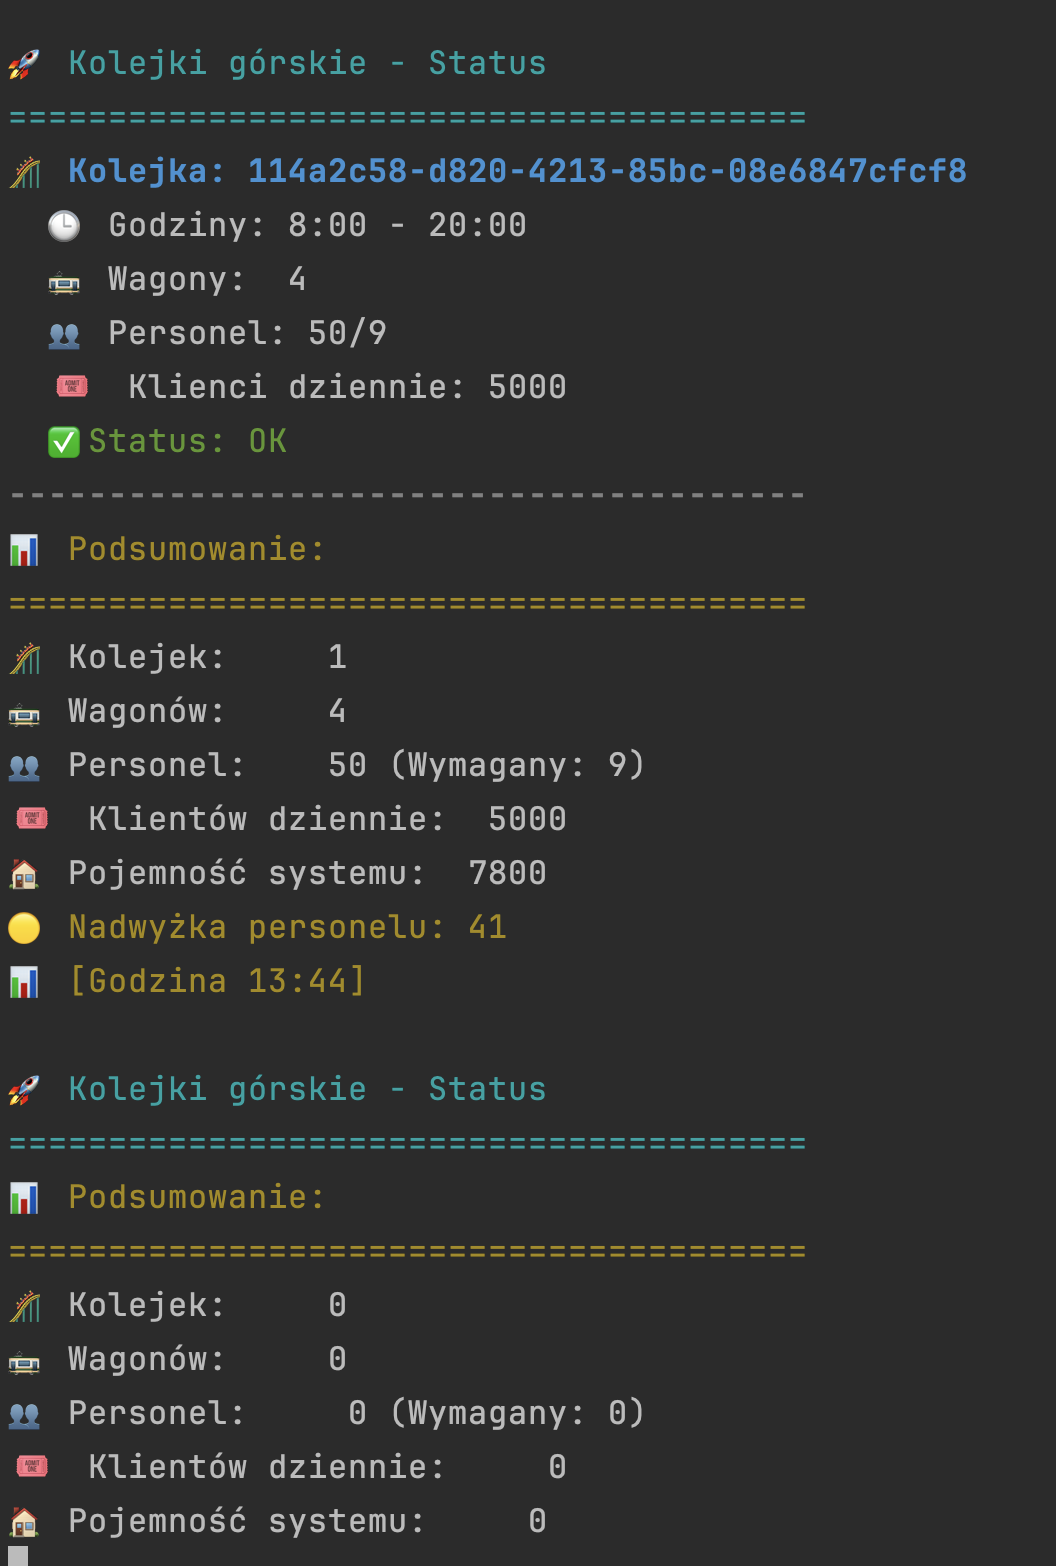 🚀 Kolejki górskie - Status
========================================
🎢 Kolejka: 114a2c58-d820-4213-85bc-08e6847cfcf8
🕒 Godziny: 8:00 - 20:00
🚋 Wagony: 4
👥 Personel: 50/9
🎟 Klienci dziennie: 5000
✅ Status: OK
----------------------------------------
📊 Podsumowanie:
========================================
🎢 Kolejek: 1
🚋 Wagonów: 4
👥 Personel: 50 (Wymagany: 9)
🎟 Klientów dziennie: 5000
🏠 Pojemność systemu: 7800
🟡 Nadwyżka personelu: 41
📊 [Godzina 13:44]
🚀 Kolejki górskie - Status
========================================
📊 Podsumowanie:
========================================
🎢 Kolejek: 0
🚋 Wagonów: 0
👥 Personel: 0 (Wymagany: 0)
🎟 Klientów dziennie: 0
🏠 Pojemność systemu: 0